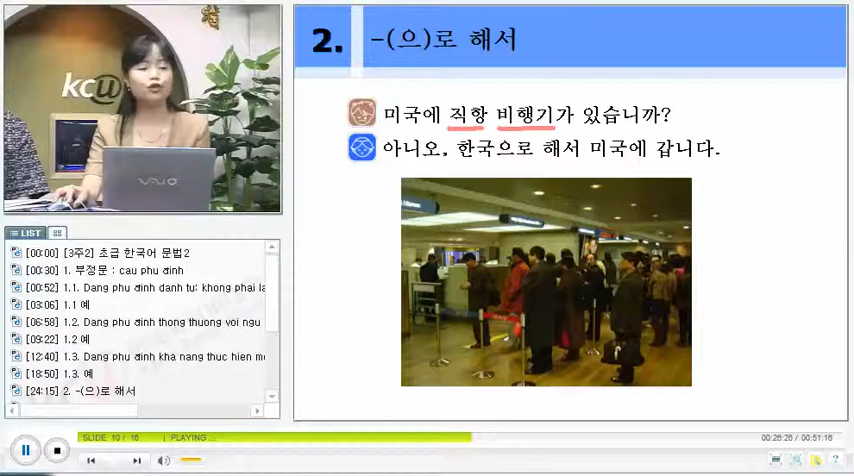 kcu
VAIO
2. -(으)로 해서
미국에 직항 비행기가 있습니까?
아니오, 한국으로 해서 미국에 갑니다.
LIST
[00:00] [3주2] 초급 한국어 문법2
[00:30] 1. 부정문 : cau phu dinh
[00:52] 1.1. Dang phu dinh danh tu: khong phai la
[03:06] 1.1 예
[06:58] 1.2. Dang phu dinh thong thuong voi ngu
[09:22] 1.2 예
[12:40] 1.3. Dang phu dinh kha nang thuc hien mo
[18:50] 1.3. 예
[24:15] 2. -(으)로 해서
SLIDE: 10 / 16 | PLAYING ...
00:26:26 / 00:51:16